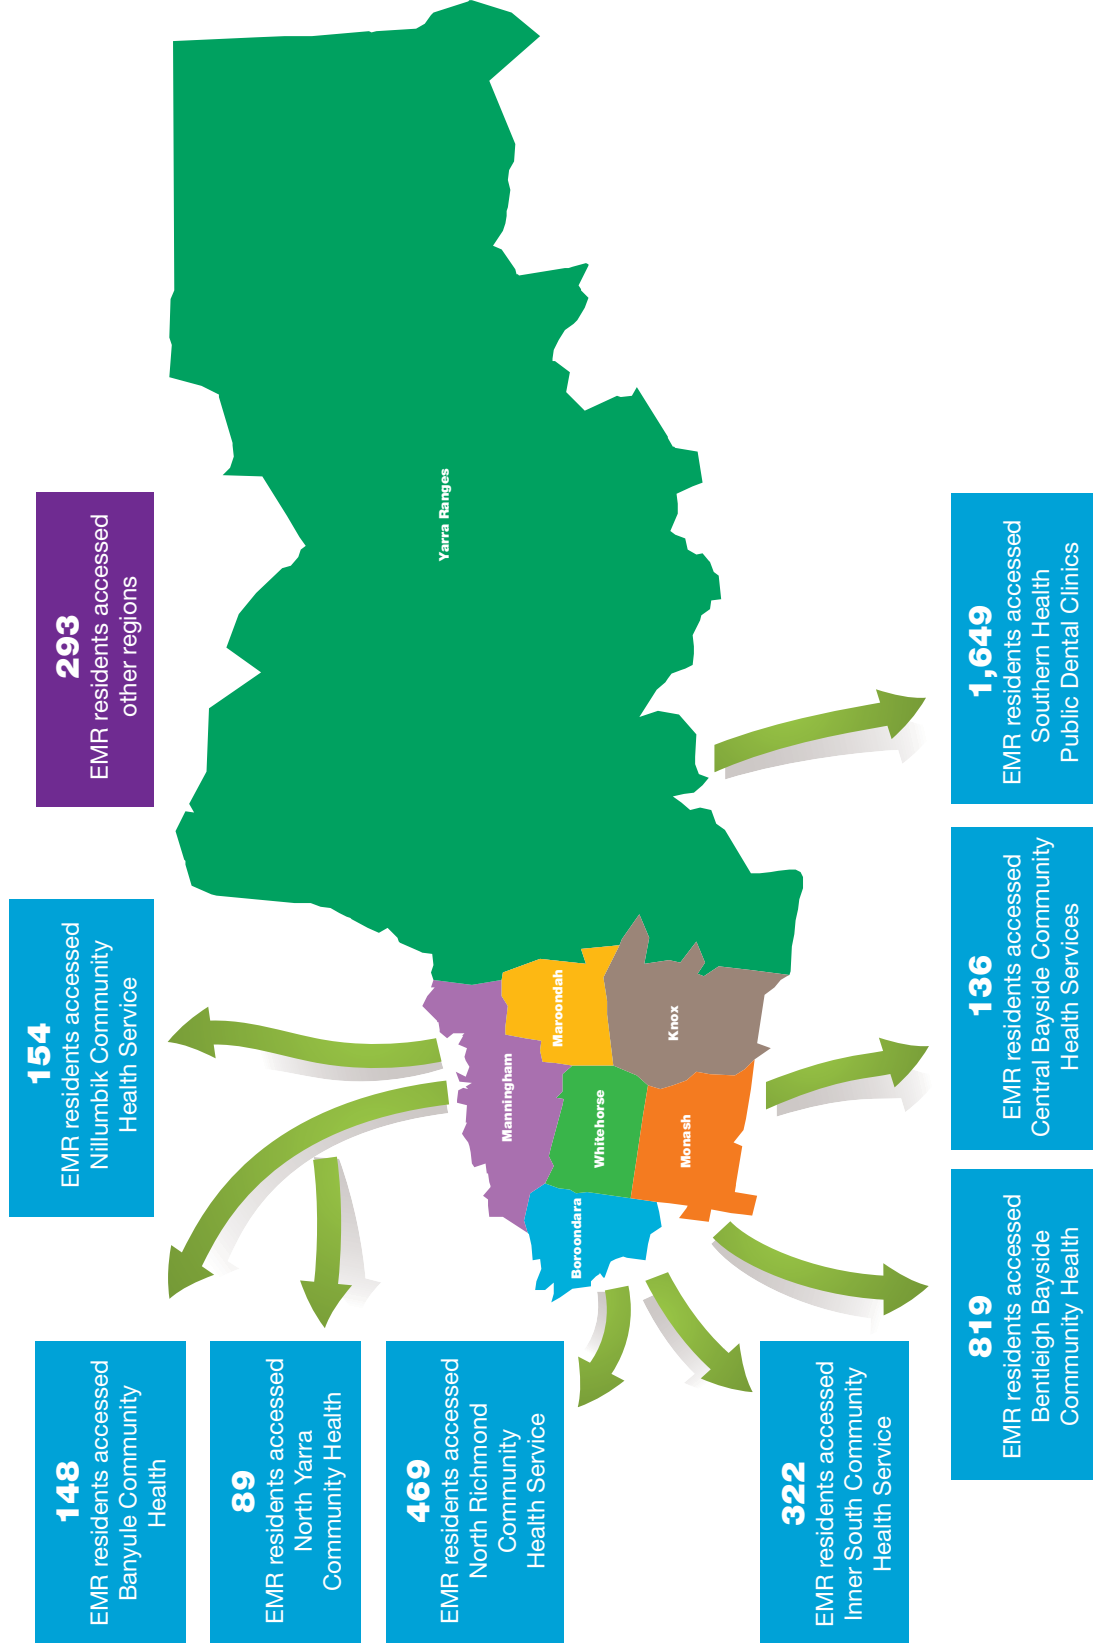 148
EMR residents accessed
Banyule Community
Health
154
EMR residents accessed
Nillumbik Community
Health Service
293
EMR residents accessed
other regions
89
EMR residents accessed
North Yarra
Community Health
469
EMR residents accessed
North Richmond
Community
Health Service
322
EMR residents accessed
Inner South Community
Health Service
Yarra Ranges
Manningham
Maroondah
Boroondara
Whitehorse
Knox
Monash
819
EMR residents accessed
Bentleigh Bayside
Community Health
136
EMR residents accessed
Central Bayside Community
Health Services
1,649
EMR residents accessed
Southern Health
Public Dental Clinics